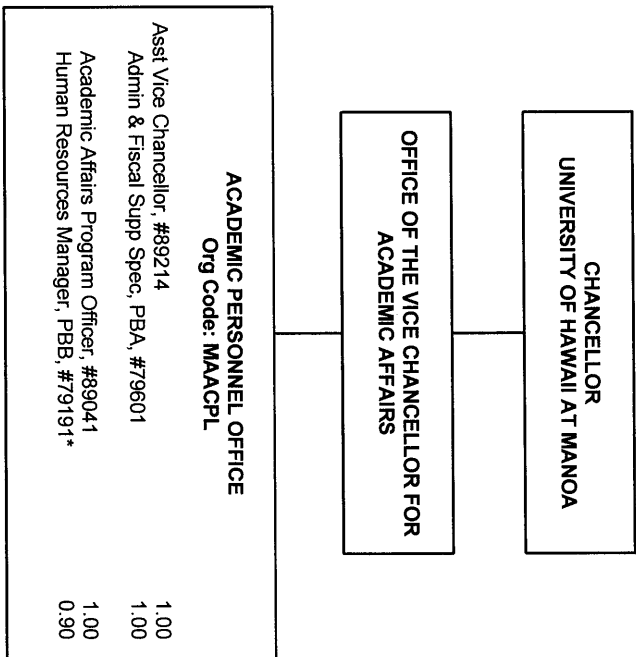 CHANCELLOR
UNIVERSITY OF HAWAII AT MANOA
OFFICE OF THE VICE CHANCELLOR FOR
ACADEMIC AFFAIRS
ACADEMIC PERSONNEL OFFICE
Org Code: MAACPL
Asst Vice Chancellor, #89214 1.00
Admin & Fiscal Supp Spec, PBA, #79601 1.00
Academic Affairs Program Officer, #89041 1.00
Human Resources Manager, PBB, #79191* 0.90